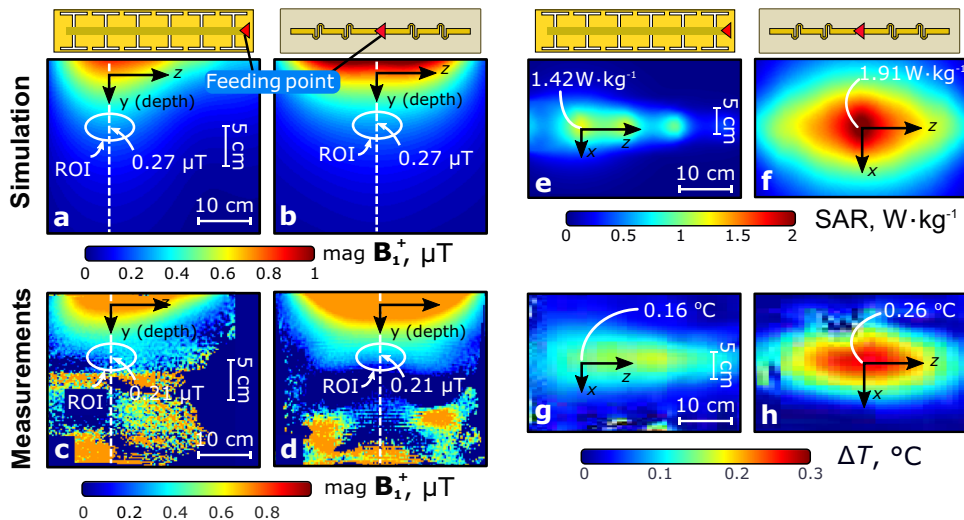 Simulation
Feeding point
z
y (depth)
ROI
0.27 µT
5 cm
10 cm
a
y (depth)
ROI
0.27 µT
b
0 0.2 0.4 0.6 0.8 1
mag B₁⁺, µT
1.42W·kg⁻¹
z
x
5 cm
10 cm
e
1.91W·kg⁻¹
z
x
f
0 0.5 1 1.5 2
SAR, W·kg⁻¹
Measurements
z
y (depth)
ROI
0.21 µT
5 cm
10 cm
c
y (depth)
ROI
0.21 µT
d
0 0.2 0.4 0.6 0.8
mag B₁⁺, µT
0.16 °C
z
x
5 cm
10 cm
g
0.26 °C
z
x
h
0 0.1 0.2 0.3
ΔT, °C